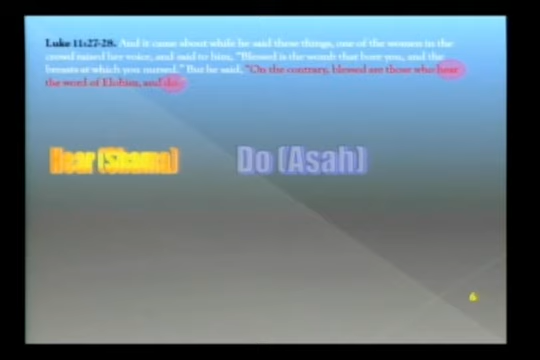 Luke 11:27-28. And it came about while he said these things, one of the women in the
crowd raised her voice, and said to him, "Blessed is the womb that bore you, and the
breasts at which you nursed." But he said, "On the contrary, blessed are those who hear
the word of Elohim, and do
Hear (Shama) Do (Asah)
6